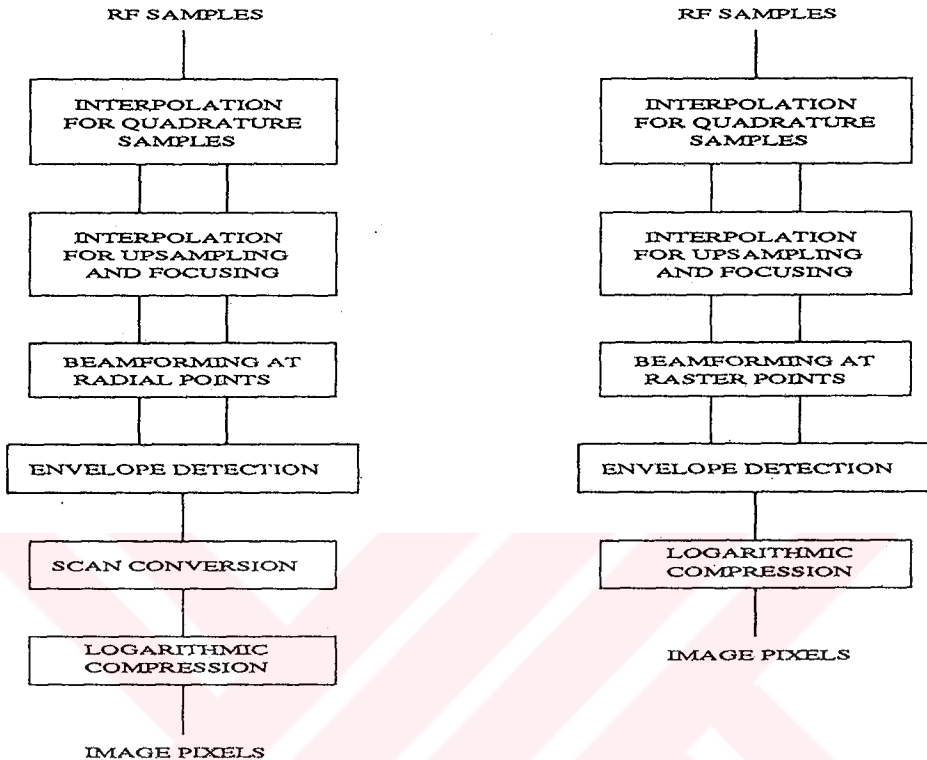 RF SAMPLES
INTERPOLATION
FOR QUADRATURE
SAMPLES
INTERPOLATION
FOR UPSAMPLING
AND FOCUSING
BEAMFORMING AT
RADIAL POINTS
ENVELOPE DETECTION
SCAN CONVERSION
LOGARITHMIC
COMPRESSION
IMAGE PIXELS
RF SAMPLES
INTERPOLATION
FOR QUADRATURE
SAMPLES
INTERPOLATION
FOR UPSAMPLING
AND FOCUSING
BEAMFORMING AT
RASTER POINTS
ENVELOPE DETECTION
LOGARITHMIC
COMPRESSION
IMAGE PIXELS